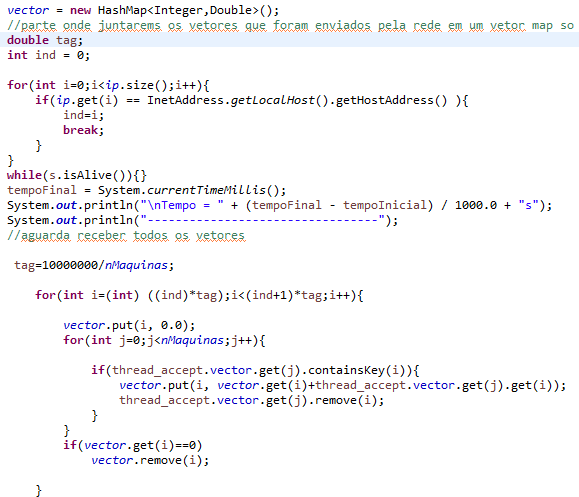 vector = new HashMap<Integer,Double>();
//parte onde juntarems os vetores que foram enviados pela rede em um vetor map so
double tag;
int ind = 0;
for(int i=0;i<ip.size();i++){
if(ip.get(i) == InetAddress.getLocalHost().getHostAddress() ){
ind=i;
break;
}
}
while(s.isAlive()){}
tempoFinal = System.currentTimeMillis();
System.out.println("\nTempo = " + (tempoFinal - tempoInicial) / 1000.0 + "s");
System.out.println("---------------------------------");
//aguarda receber todos os vetores
tag=10000000/nMaquinas;
for(int i=(int) ((ind)*tag);i<(ind+1)*tag;i++){
vector.put(i, 0.0);
for(int j=0;j<nMaquinas;j++){
if(thread_accept.vector.get(j).containsKey(i)){
vector.put(i, vector.get(i)+thread_accept.vector.get(j).get(i));
thread_accept.vector.get(j).remove(i);
}
}
if(vector.get(i)==0)
vector.remove(i);
}